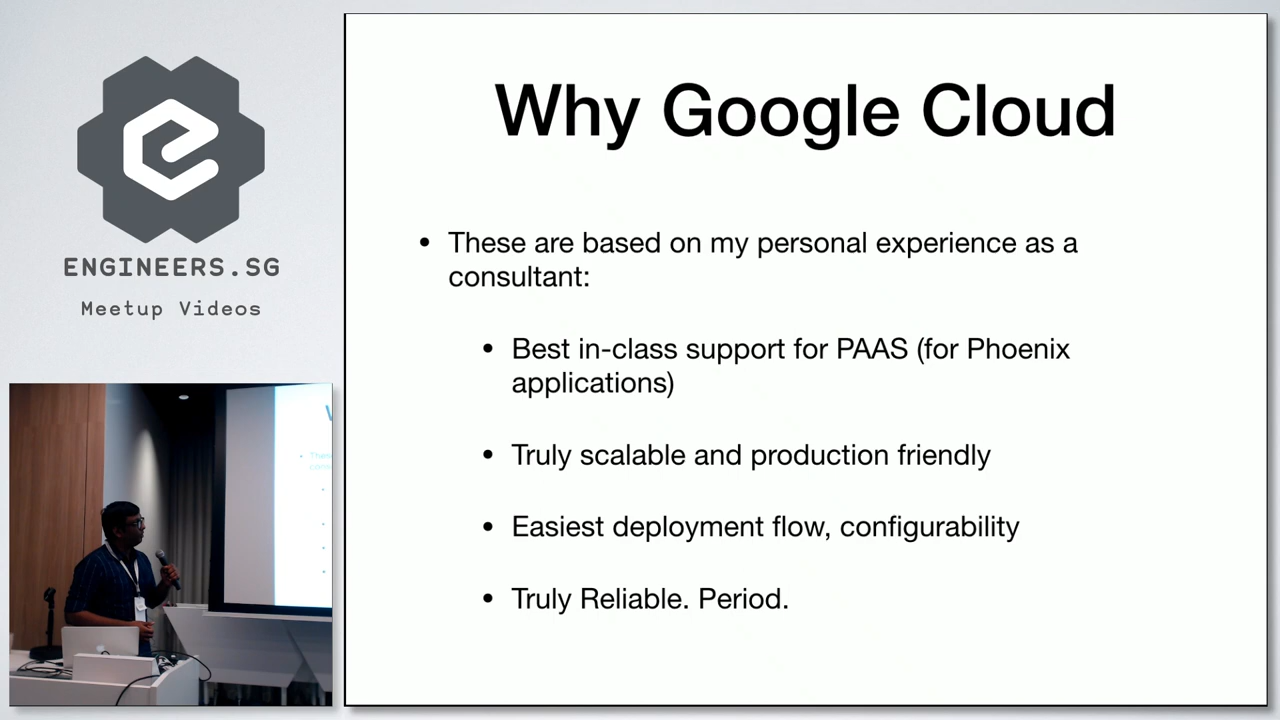 ENGINEERS.SG
Meetup Videos
Why Google Cloud
• These are based on my personal experience as a
consultant:
• Best in-class support for PAAS (for Phoenix
applications)
• Truly scalable and production friendly
• Easiest deployment flow, configurability
• Truly Reliable. Period.